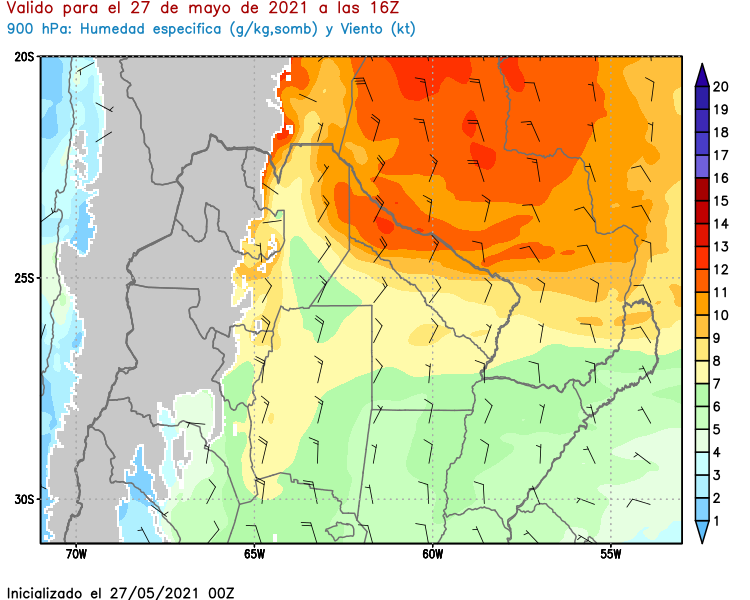 Valido para el 27 de mayo de 2021 a las 16Z
900 hPa: Humedad especifica (g/kg,somb) y Viento (kt)
20S
25S
30S
70W
65W
60W
55W
20
19
18
17
16
15
14
13
12
11
10
9
8
7
6
5
4
3
2
1
Inicializado el 27/05/2021 00Z